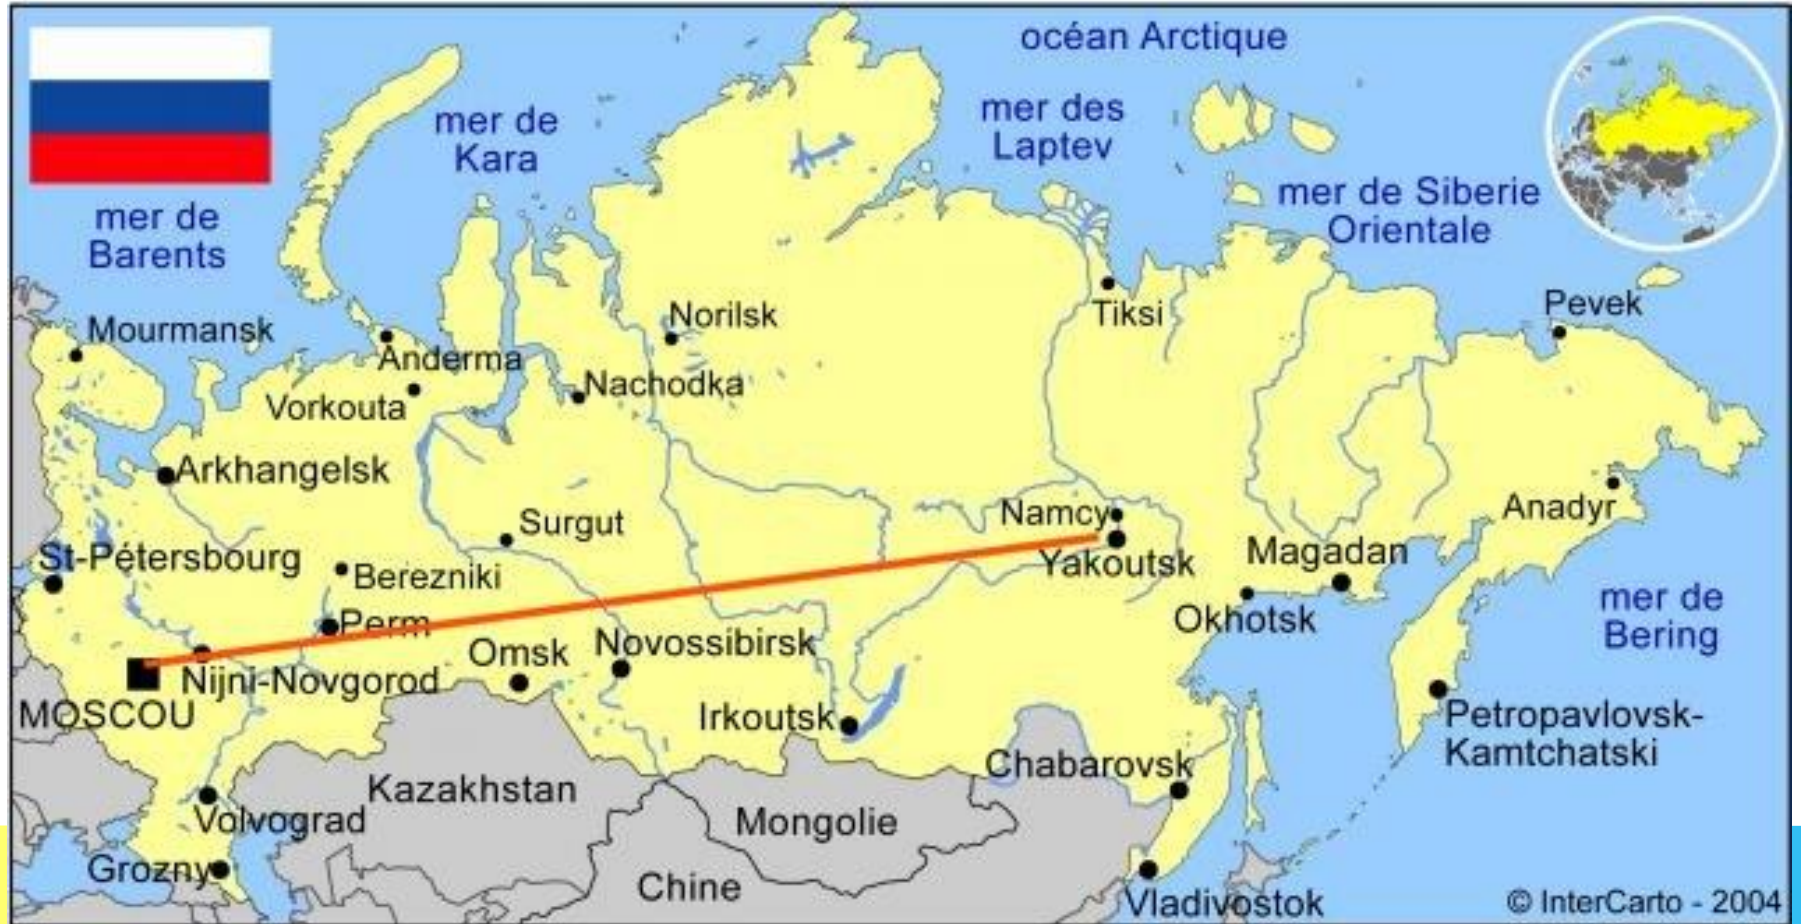 océan Arctique
mer de
Kara
mer des
Laptev
mer de Siberie
Orientale
mer de
Barents
Mourmansk
Anderma
Vorkouta
Norilsk
Nachodka
Tiksi
Pevek
Arkhangelsk
Surgut
Namcy
Yakoutsk
Magadan
Anadyr
St-Pétersbourg
Berezniki
Perm
Okhotsk
mer de
Bering
Omsk
Novossibirsk
Nijni-Novgorod
MOSCOU
Irkoutsk
Petropavlovsk-
Kamtchatski
Chabarovsk
Kazakhstan
Mongolie
Volvograd
Grozny
Chine
Vladivostok
© InterCarto - 2004